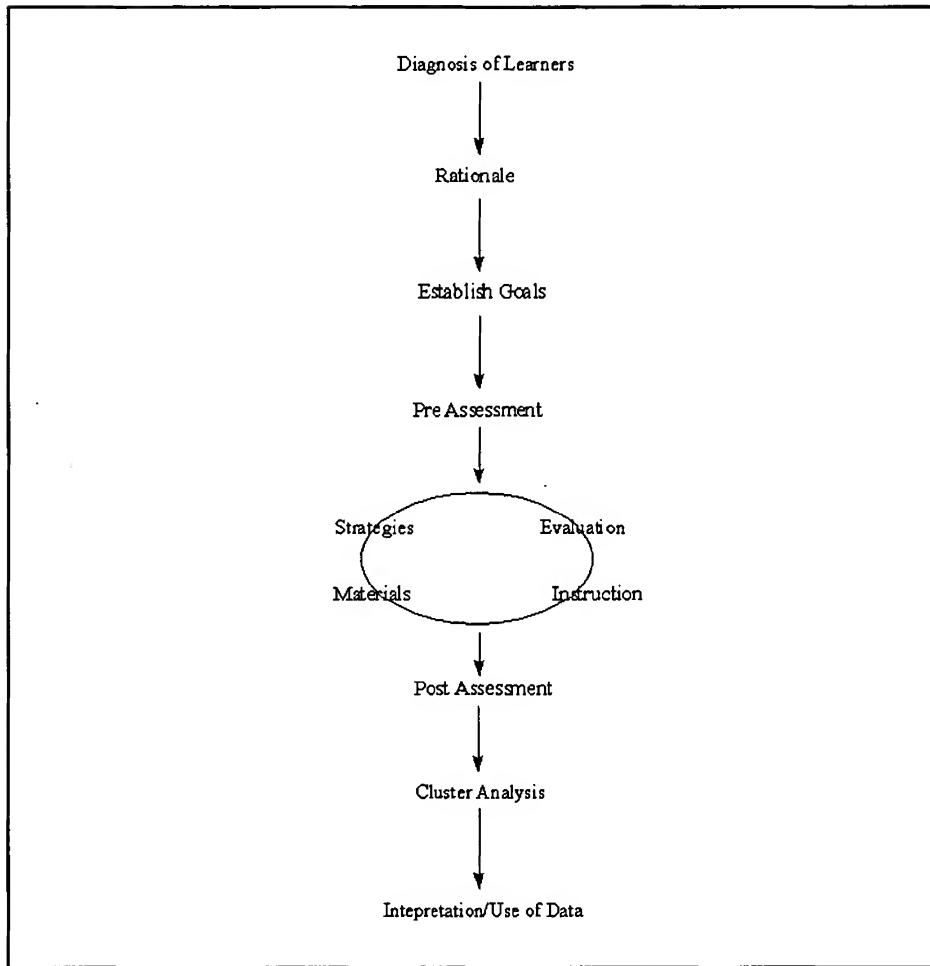 Diagnosis of Learners
Rationale
Establish Goals
Pre Assessment
Strategies Evaluation
Materials Instruction
Post Assessment
Cluster Analysis
Intepretation/Use of Data